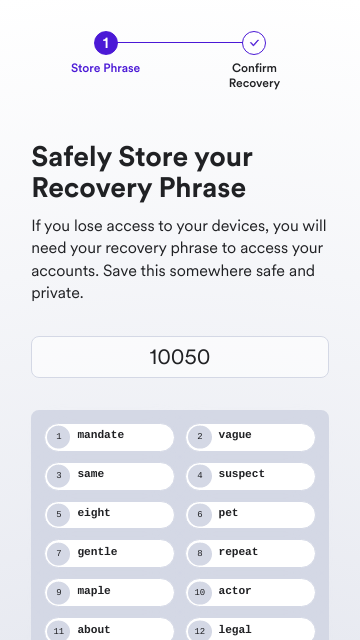 1
Store Phrase
Confirm
Recovery
Safely Store your
Recovery Phrase
If you lose access to your devices, you will
need your recovery phrase to access your
accounts. Save this somewhere safe and
private.
10050
1 mandate
2 vague
3 same
4 suspect
5 eight
6 pet
7 gentle
8 repeat
9 maple
10 actor
11 about
12 legal